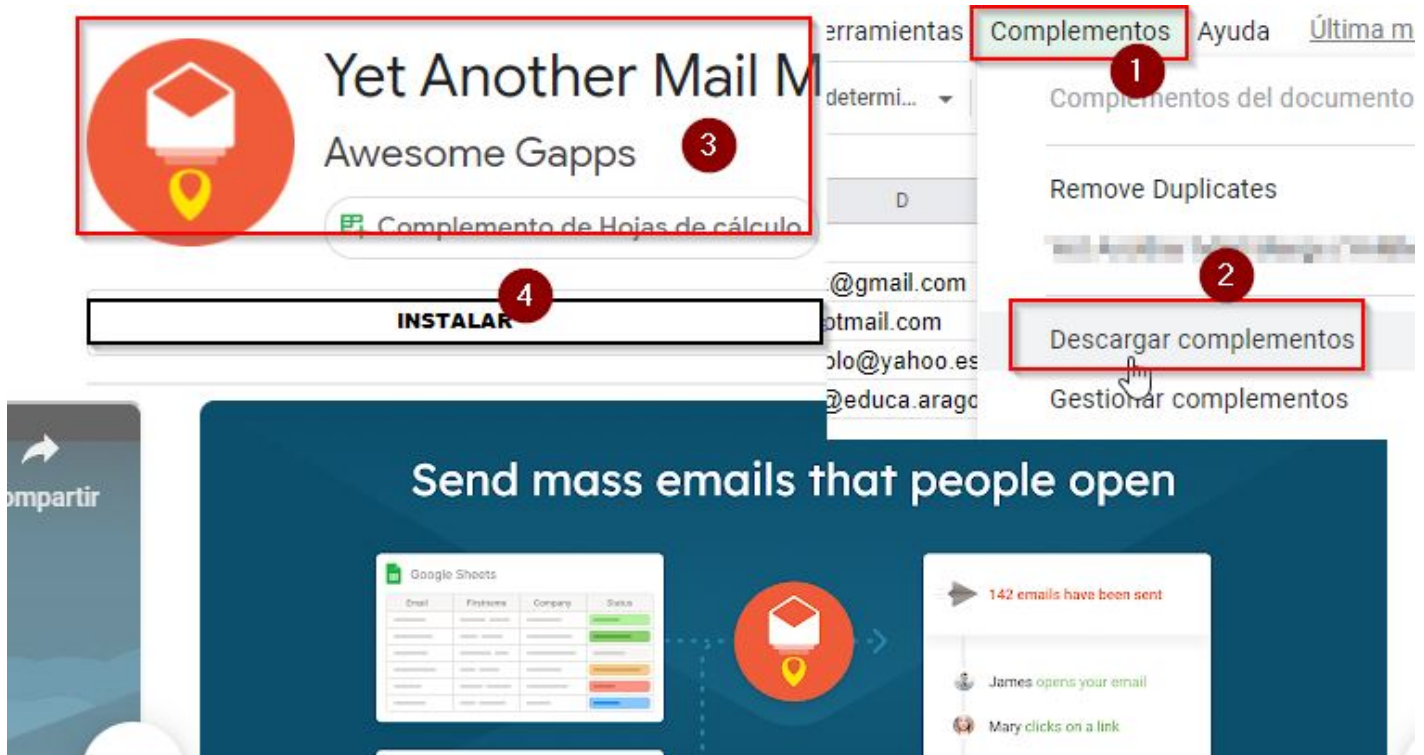 Yet Another Mail M
Awesome Gapps
3
Complemento de Hojas de cálculo
4
INSTALAR
erramientas Complementos Ayuda Última m
1
determi...
Complementos del documento
D
Remove Duplicates
2
@gmail.com
otmail.com
olo@yahoo.es
@educa.arago
Descargar complementos
Gestionar complementos
ompartir
Send mass emails that people open
Google Sheets
Email Firstname Company Status
142 emails have been sent
James opens your email
Mary clicks on a link